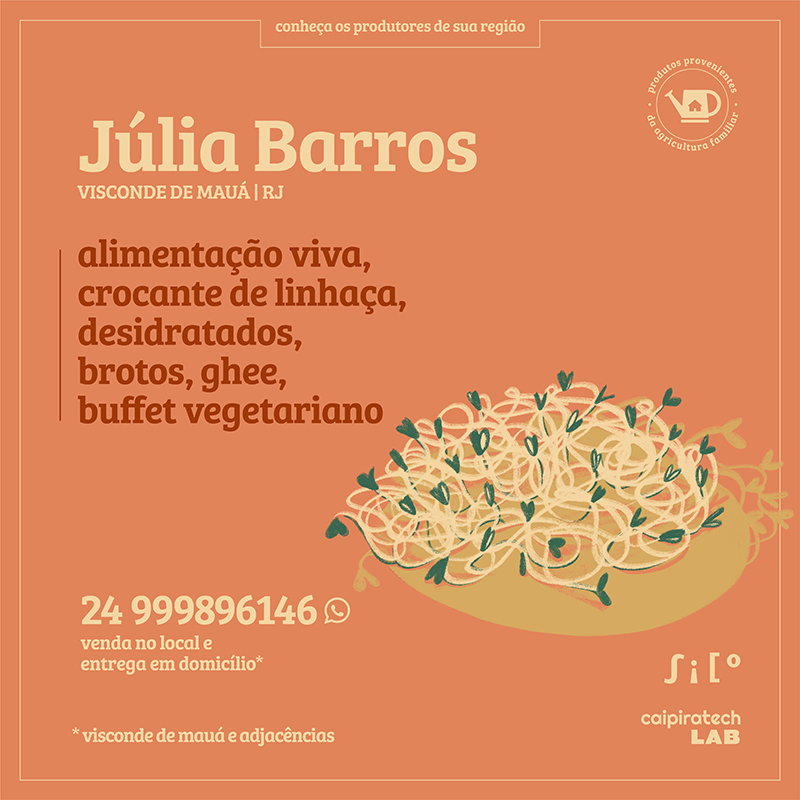 conheça os produtores de sua região
produtos provenientes
da agricultura familiar
Júlia Barros
VISCONDE DE MAUÁ | RJ
alimentação viva,
crocante de linhaça,
desidratados,
brotos, ghee,
buffet vegetariano
24 999896146
venda no local e
entrega em domicílio*
* visconde de mauá e adjacências
caipiratech
LAB